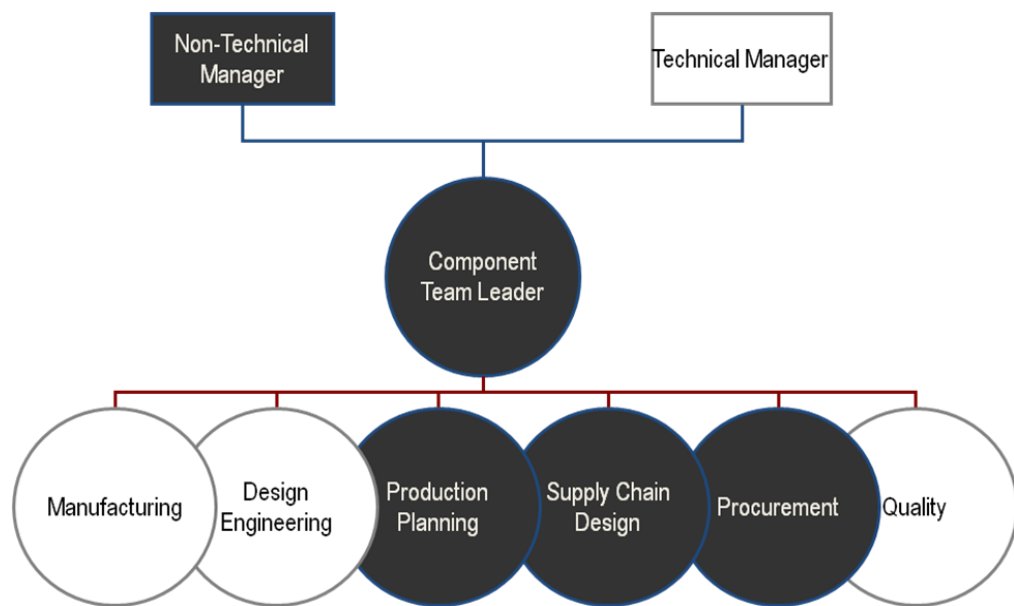 Non-Technical
Manager
Technical Manager
Component
Team Leader
Manufacturing
Design
Engineering
Production
Planning
Supply Chain
Design
Procurement
Quality